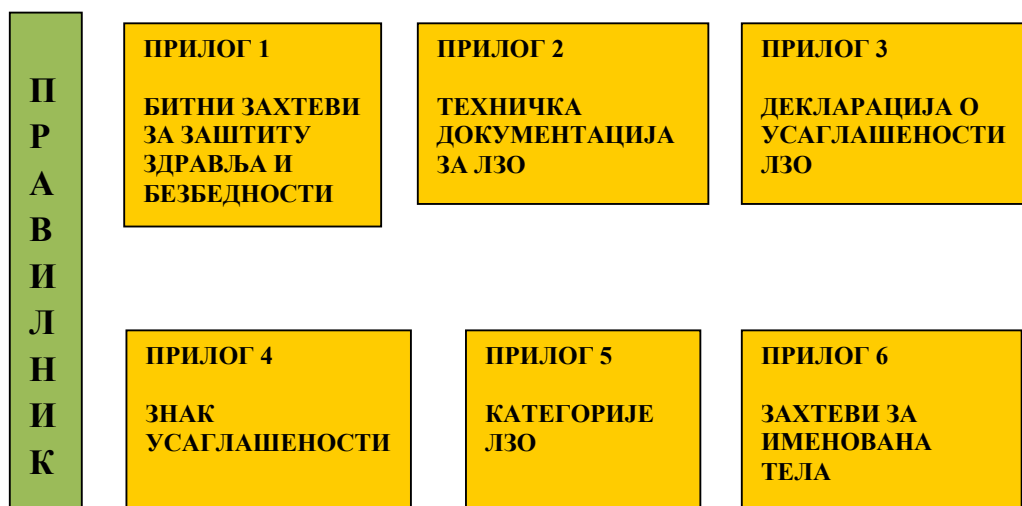 ПРАВИЛНИК
ПРИЛОГ 1
БИТНИ ЗАХТЕВИ
ЗА ЗАШТИТУ
ЗДРАВЉА И
БЕЗБЕДНОСТИ
ПРИЛОГ 2
ТЕХНИЧКА
ДОКУМЕНТАЦИЈА
ЗА ЛЗО
ПРИЛОГ 3
ДЕКЛАРАЦИЈА О
УСАГЛАШЕНОСТИ
ЛЗО
ПРИЛОГ 4
ЗНАК
УСАГЛАШЕНОСТИ
ПРИЛОГ 5
КАТЕГОРИЈЕ
ЛЗО
ПРИЛОГ 6
ЗАХТЕВИ ЗА
ИМЕНОВАНА
ТЕЛА